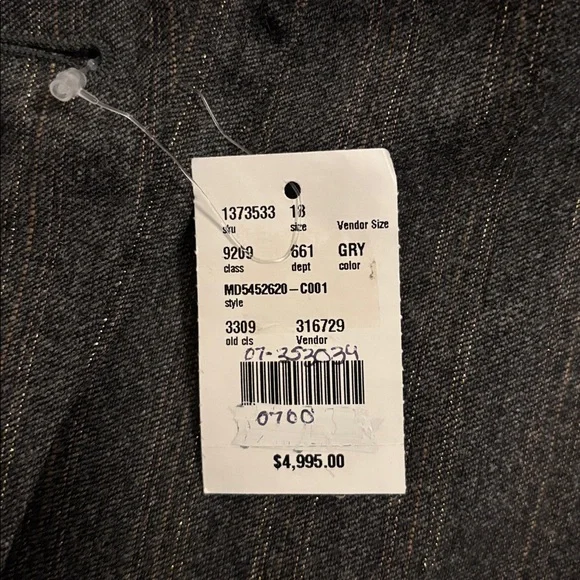 1373533 18
sku size Vendor Size
9209 661 GRY
class dept color
MD5452620-C001
style
3309 316729
old cls Vendor
07-353034
0700
$4,995.00